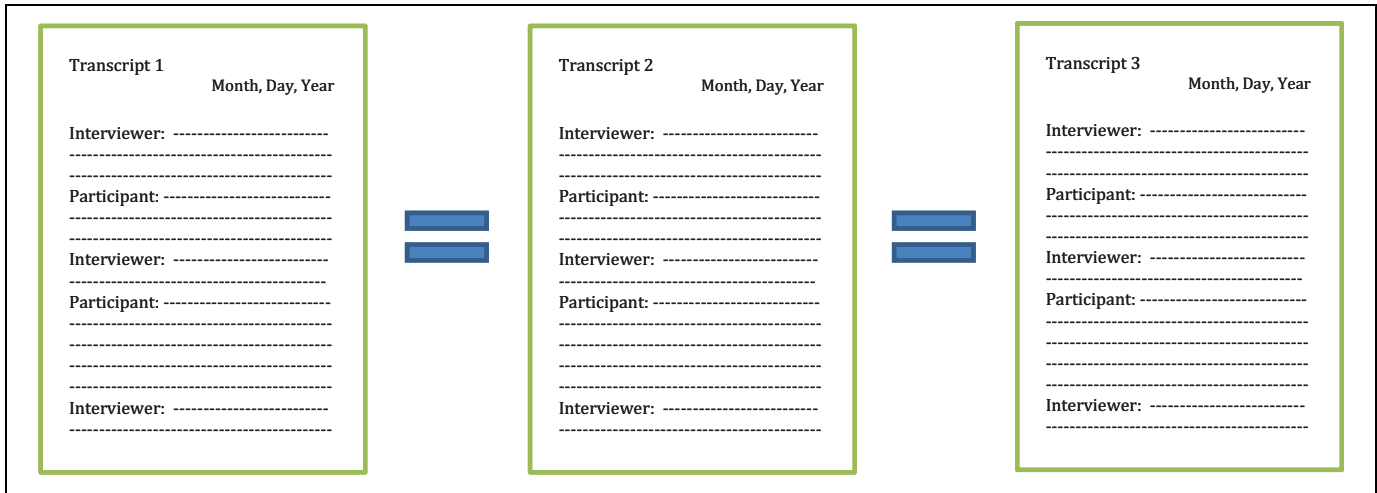 Transcript 1
Month, Day, Year
Interviewer: --------------------------
--------------------------------------------
--------------------------------------------
Participant: ----------------------------
--------------------------------------------
--------------------------------------------
Interviewer: --------------------------
-------------------------------------------
Participant: ----------------------------
--------------------------------------------
--------------------------------------------
--------------------------------------------
--------------------------------------------
Interviewer: --------------------------
--------------------------------------------
Transcript 2
Month, Day, Year
Interviewer: --------------------------
--------------------------------------------
--------------------------------------------
Participant: ----------------------------
--------------------------------------------
--------------------------------------------
Interviewer: --------------------------
-------------------------------------------
Participant: ----------------------------
--------------------------------------------
--------------------------------------------
--------------------------------------------
--------------------------------------------
Interviewer: --------------------------
--------------------------------------------
Transcript 3
Month, Day, Year
Interviewer: --------------------------
--------------------------------------------
--------------------------------------------
Participant: ----------------------------
--------------------------------------------
--------------------------------------------
Interviewer: --------------------------
-------------------------------------------
Participant: ----------------------------
--------------------------------------------
--------------------------------------------
--------------------------------------------
--------------------------------------------
Interviewer: --------------------------
--------------------------------------------